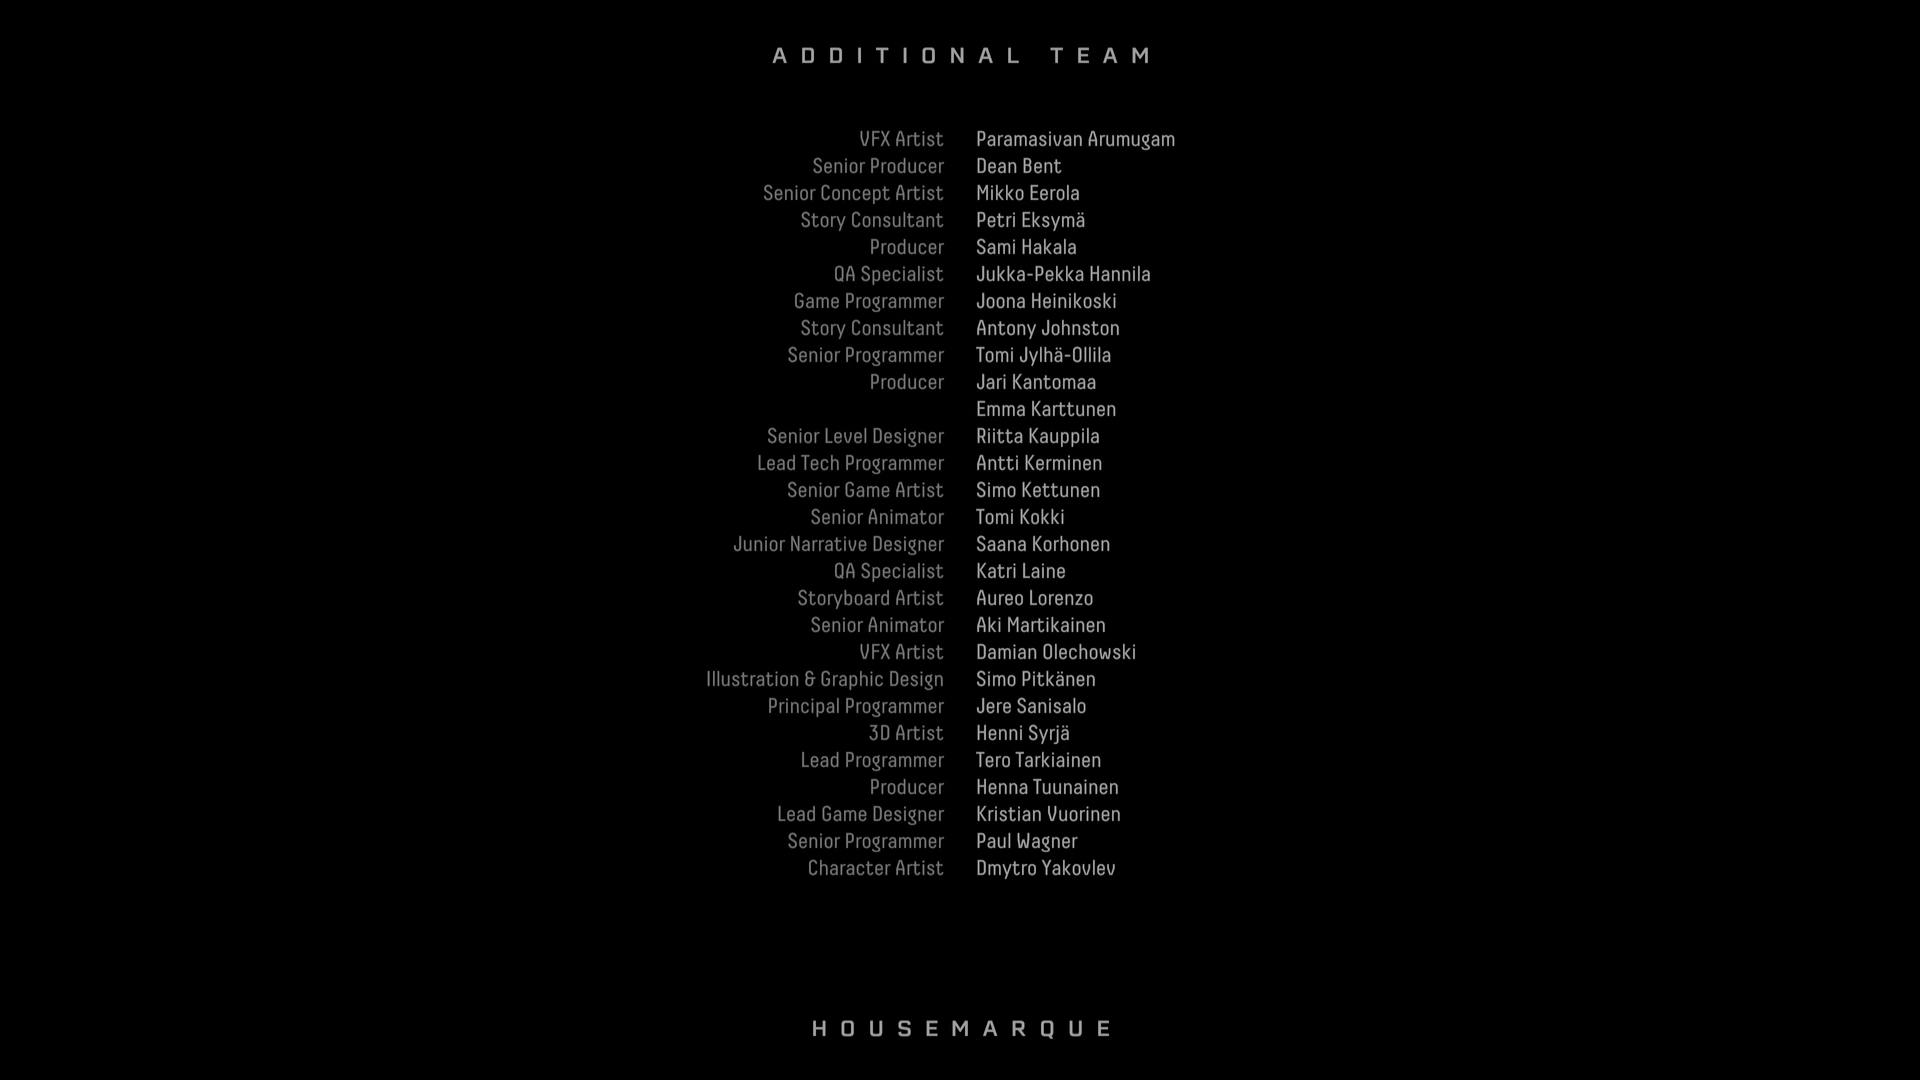 ADDITIONAL TEAM
VFX Artist Paramasivan Arumugam
Senior Producer Dean Bent
Senior Concept Artist Mikko Eerola
Story Consultant Petri Eksymä
Producer Sami Hakala
QA Specialist Jukka-Pekka Hannila
Game Programmer Joona Heinikoski
Story Consultant Antony Johnston
Senior Programmer Tomi Jylhä-Ollila
Producer Jari Kantomaa
Emma Karttunen
Senior Level Designer Riitta Kauppila
Lead Tech Programmer Antti Kerminen
Senior Game Artist Simo Kettunen
Senior Animator Tomi Kokki
Junior Narrative Designer Saana Korhonen
QA Specialist Katri Laine
Storyboard Artist Aureo Lorenzo
Senior Animator Aki Martikainen
VFX Artist Damian Olechowski
Illustration & Graphic Design Simo Pitkänen
Principal Programmer Jere Sanisalo
3D Artist Henni Syrjä
Lead Programmer Tero Tarkiainen
Producer Henna Tuunainen
Lead Game Designer Kristian Vuorinen
Senior Programmer Paul Wagner
Character Artist Dmytro Yakovlev
HOUSEMARQUE